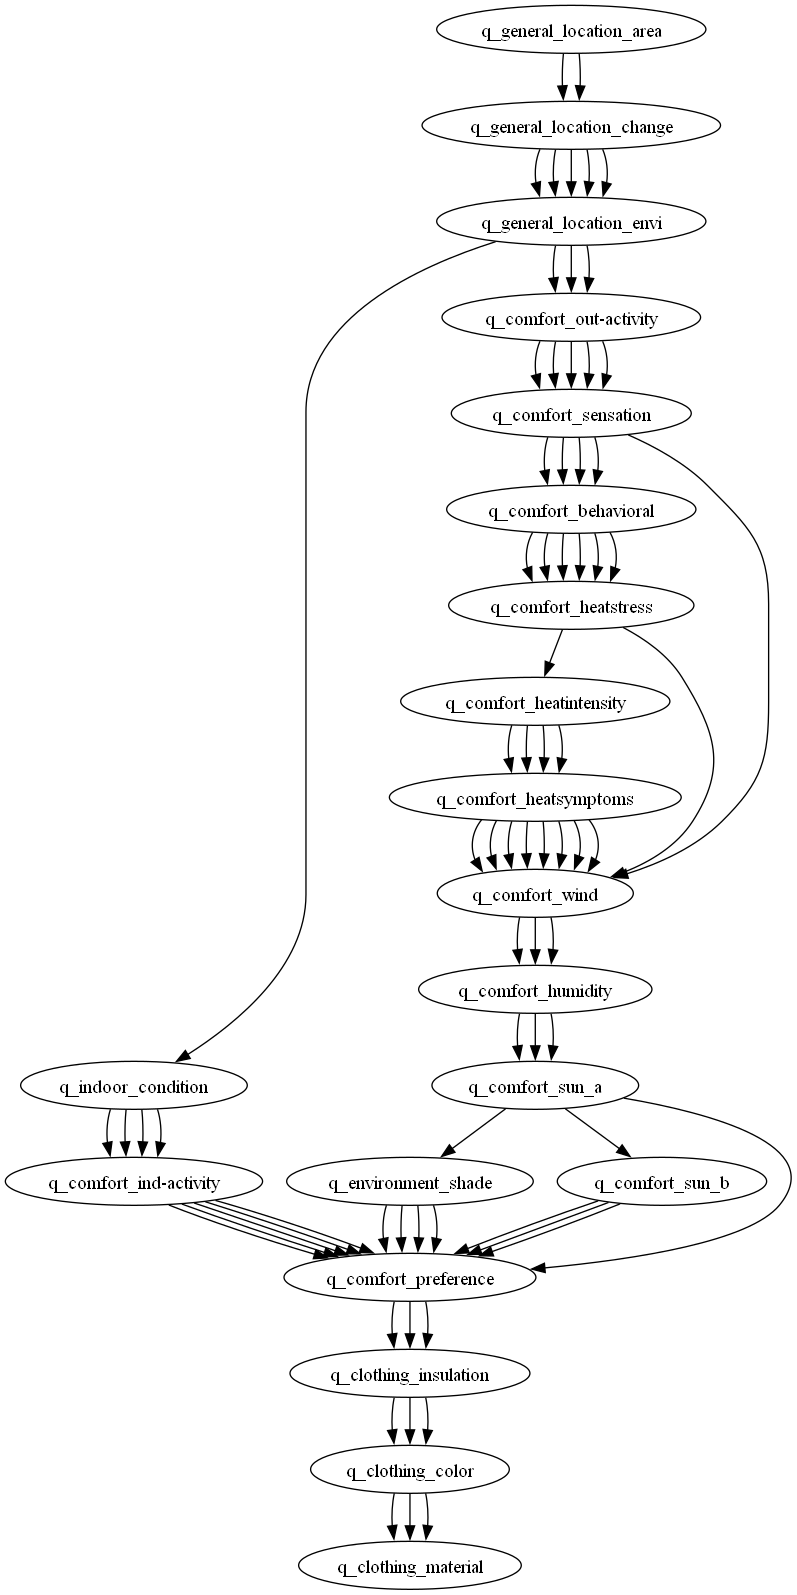 q_general_location_area
q_general_location_change
q_general_location_envi
q_comfort_out-activity
q_comfort_sensation
q_comfort_behavioral
q_comfort_heatstress
q_comfort_heatintensity
q_comfort_heatsymptoms
q_comfort_wind
q_comfort_humidity
q_indoor_condition
q_comfort_sun_a
q_comfort_ind-activity
q_environment_shade
q_comfort_sun_b
q_comfort_preference
q_clothing_insulation
q_clothing_color
q_clothing_material